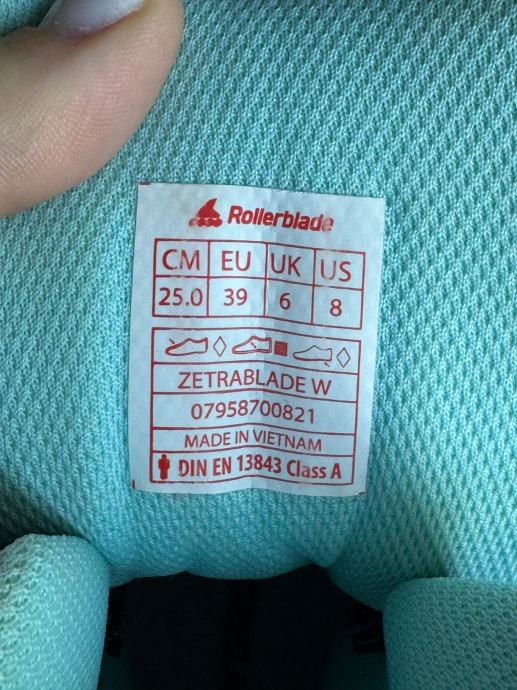 Rollerblade
CM EU UK US
25.0 39 6 8
ZETRABLADE W
07958700821
MADE IN VIETNAM
DIN EN 13843 Class A